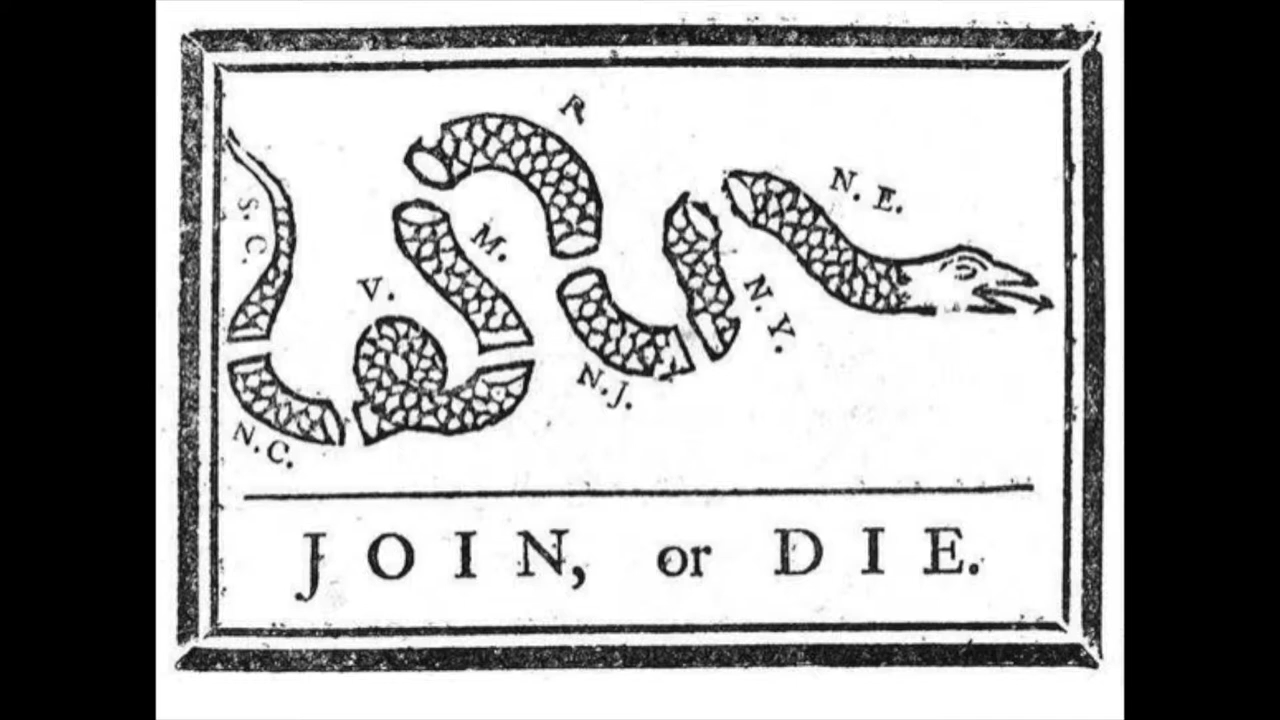 R
N. E.
S. C.
M.
V.
N. Y.
N. J.
N. C.
JOIN, or DIE.